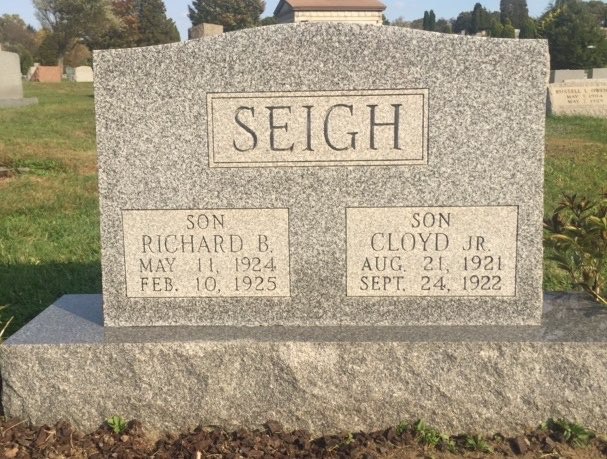 SEIGH
SON
RICHARD B.
MAY 11, 1924
FEB. 10, 1925
SON
CLOYD JR.
AUG. 21, 1921
SEPT. 24, 1922